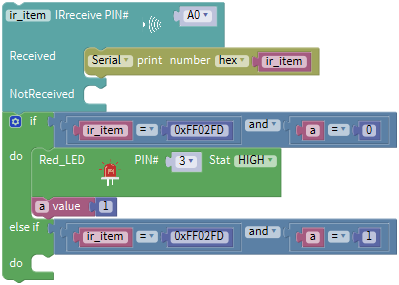 ir_item IRreceive PIN# A0
Received Serial print number hex ir_item
NotReceived
if ir_item = 0xFF02FD and a = 0
do Red_LED PIN# 3 Stat HIGH
a value 1
else if ir_item = 0xFF02FD and a = 1
do